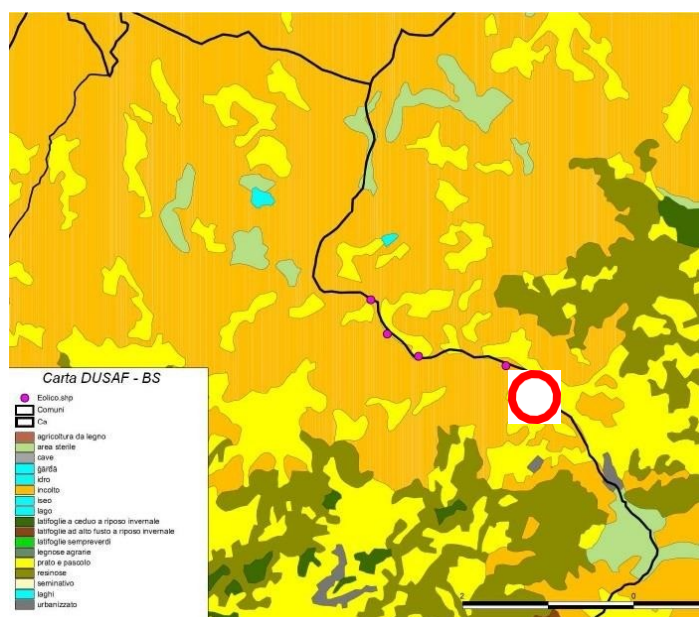 Carta DUSAF - BS
Eolico.shp
Comuni
Ca
agricoltura da legno
area sterile
cave
garda
idro
incolto
iseo
lago
latifoglie a ceduo a riposo invernale
latifoglie ad alto fusto a riposo invernale
latifoglie sempreverdi
legnose agrarie
prato e pascolo
resinose
seminativo
laghi
urbanizzato
2
0